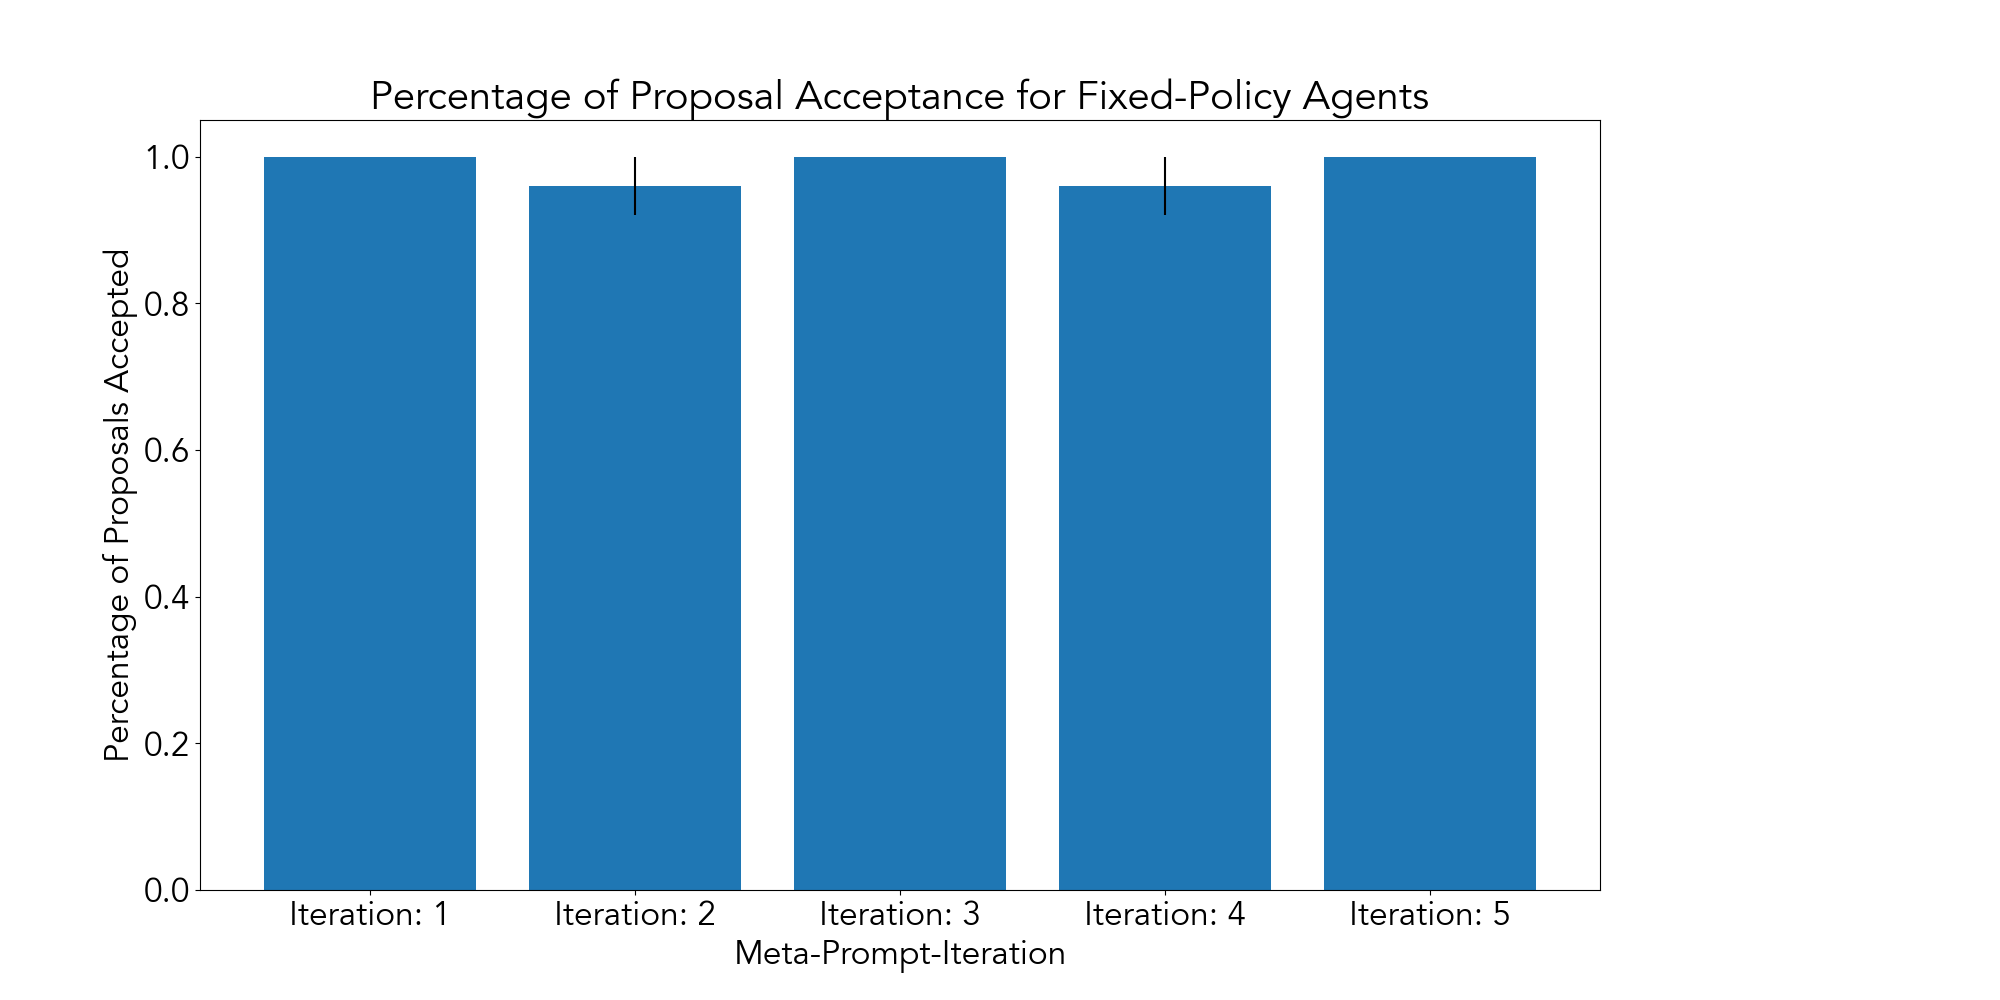 Percentage of Proposal Acceptance for Fixed-Policy Agents
Percentage of Proposals Accepted
1.0
0.8
0.6
0.4
0.2
0.0
Iteration: 1
Iteration: 2
Iteration: 3
Iteration: 4
Iteration: 5
Meta-Prompt-Iteration